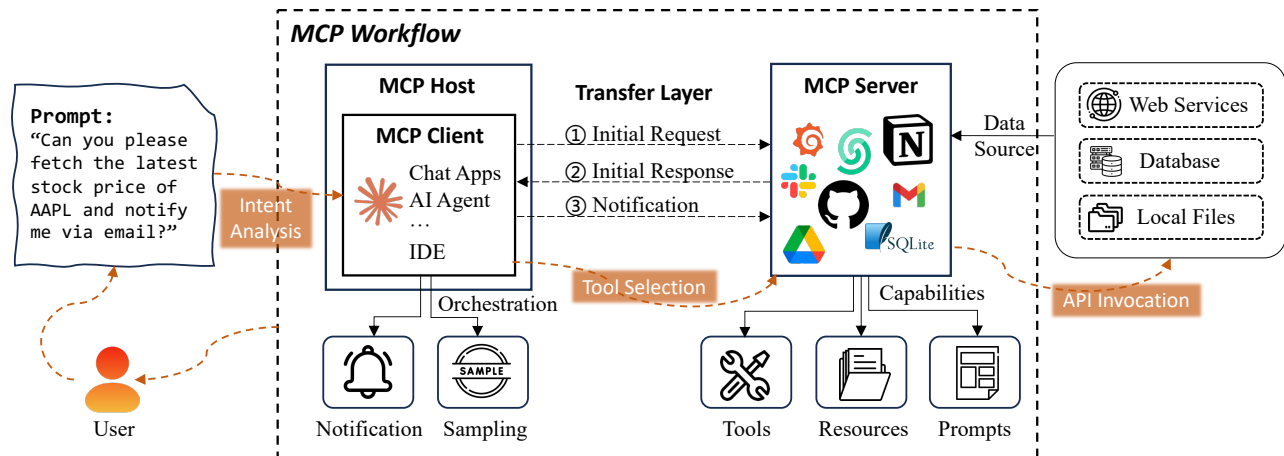 MCP Workflow
Prompt:
“Can you please
fetch the latest
stock price of
AAPL and notify
me via email?”
Intent
Analysis
User
MCP Host
MCP Client
Chat Apps
AI Agent
...
IDE
Orchestration
Notification
SAMPLE
Sampling
Transfer Layer
① Initial Request
② Initial Response
③ Notification
Tool Selection
MCP Server
N
SQLite
Capabilities
Tools
Resources
Prompts
Data
Source
Web Services
Database
Local Files
API Invocation